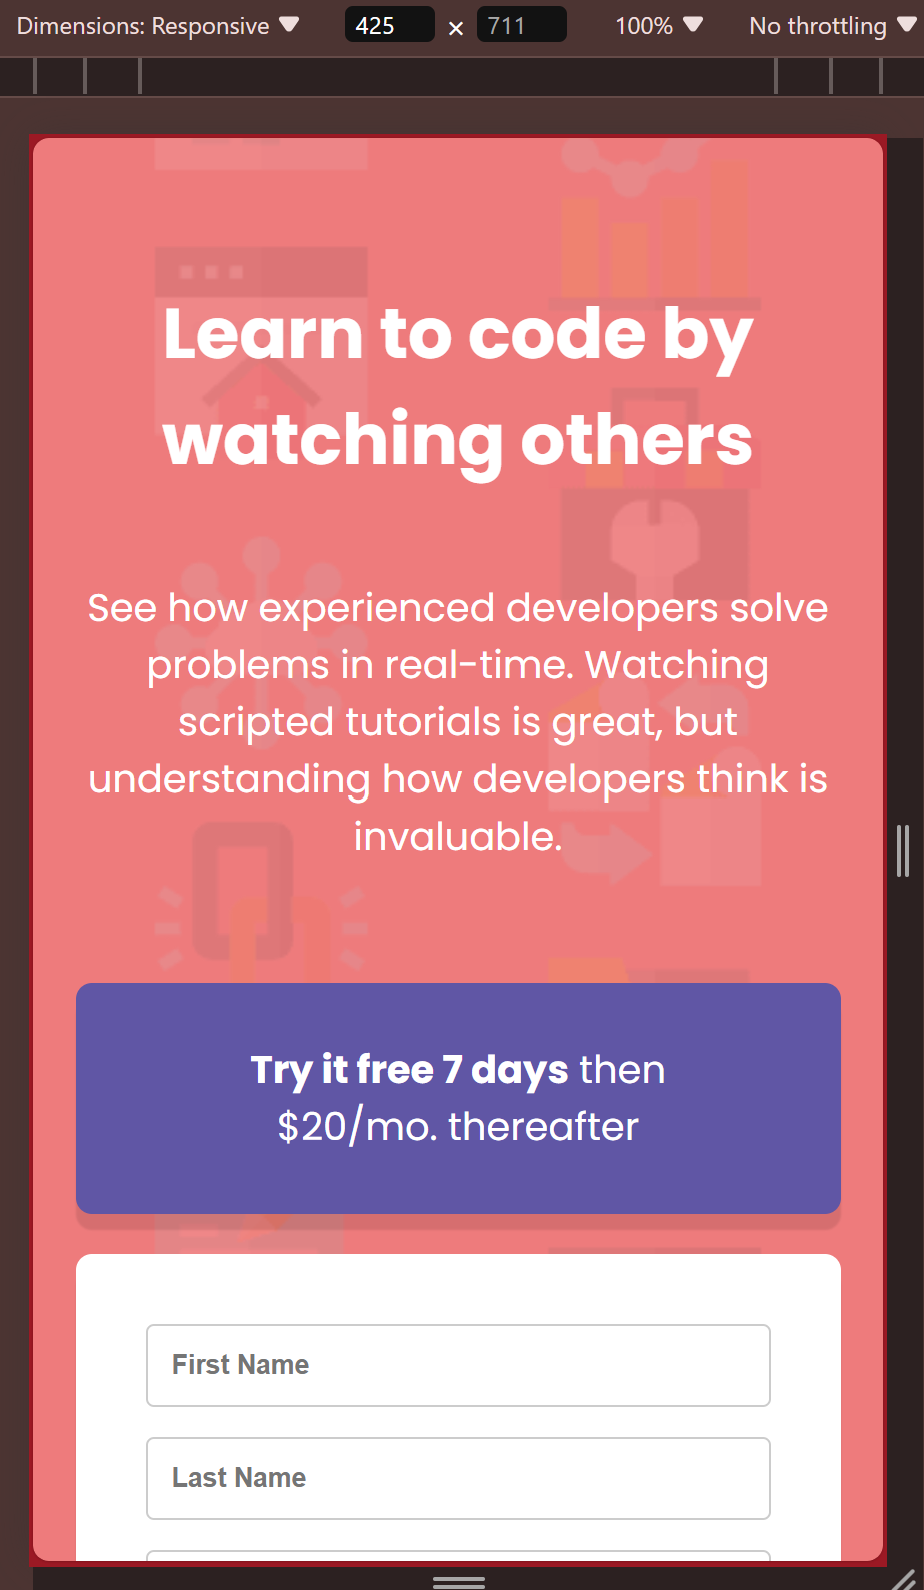 Dimensions: Responsive 425 × 711 100% No throttling
Learn to code by
watching others
See how experienced developers solve
problems in real-time. Watching
scripted tutorials is great, but
understanding how developers think is
invaluable.
Try it free 7 days then
$20/mo. thereafter
First Name
Last Name